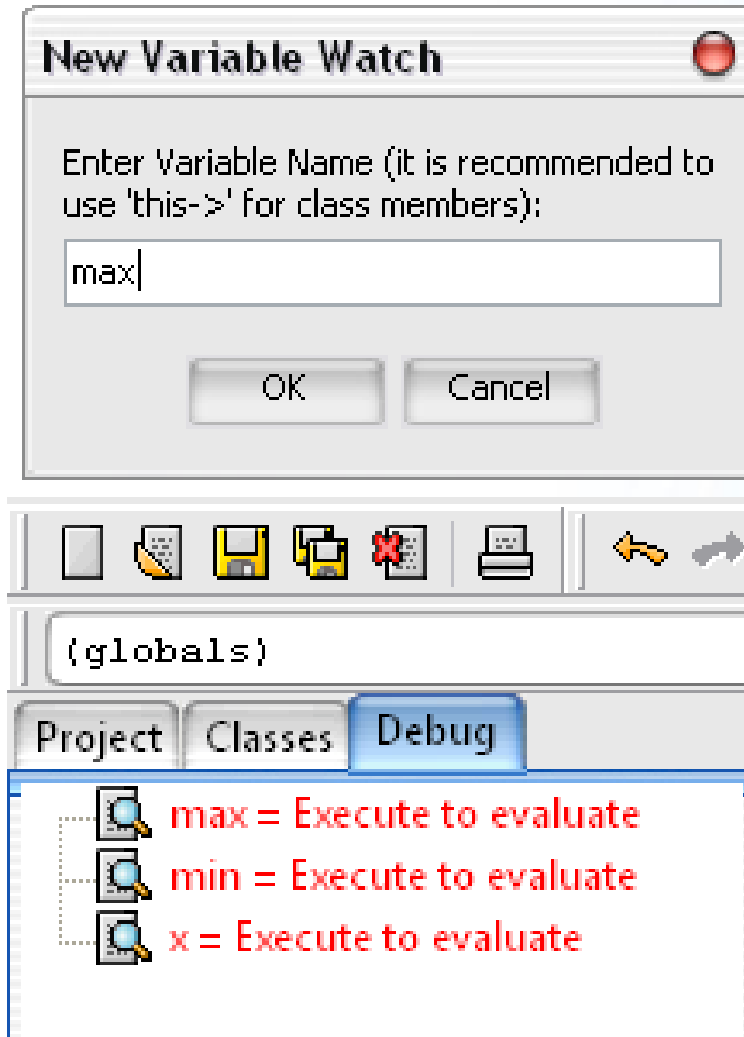 New Variable Watch
Enter Variable Name (it is recommended to
use 'this->' for class members):
max
OK Cancel
(globals)
Project Classes Debug
max = Execute to evaluate
min = Execute to evaluate
x = Execute to evaluate